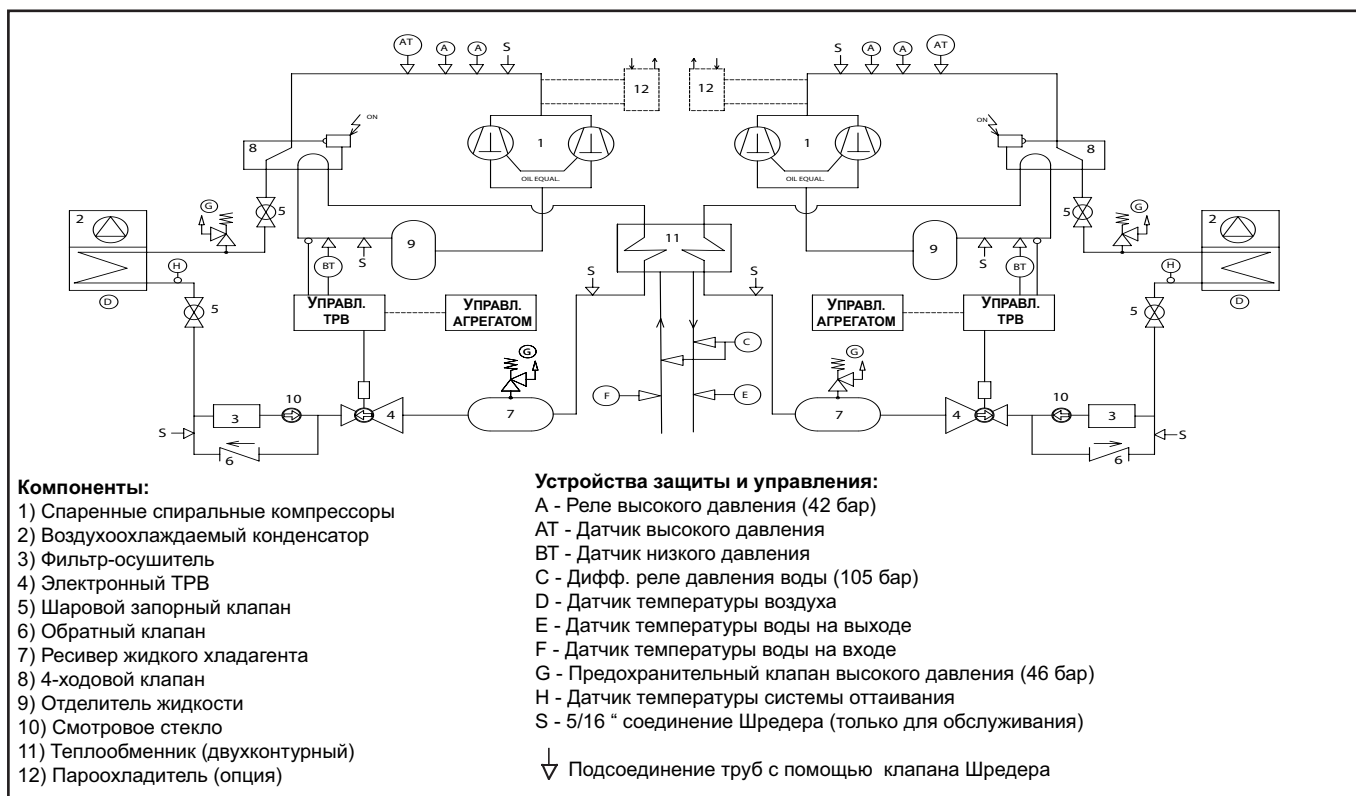 AT A A S S A A AT
12 12
ON ON
8 1 1 8
OIL EQUAL. OIL EQUAL.
G 5 5 G
2 9 11 9 2
H BT S S BT H
S S
D D
5 УПРАВЛ. ТРВ УПРАВЛ. АГРЕГАТОМ УПРАВЛ. АГРЕГАТОМ УПРАВЛ. ТРВ 5
G C G
F E
10 10
3 4 7 7 4 3
S S
6 6
Компоненты:
1) Спаренные спиральные компрессоры
2) Воздухоохлаждаемый конденсатор
3) Фильтр-осушитель
4) Электронный ТРВ
5) Шаровой запорный клапан
6) Обратный клапан
7) Ресивер жидкого хладагента
8) 4-ходовой клапан
9) Отделитель жидкости
10) Смотровое стекло
11) Теплообменник (двухконтурный)
12) Пароохладитель (опция)
Устройства защиты и управления:
A - Реле высокого давления (42 бар)
AT - Датчик высокого давления
BT - Датчик низкого давления
C - Дифф. реле давления воды (105 бар)
D - Датчик температуры воздуха
E - Датчик температуры воды на выходе
F - Датчик температуры воды на входе
G - Предохранительный клапан высокого давления (46 бар)
H - Датчик температуры системы оттаивания
S - 5/16 “ соединение Шредера (только для обслуживания)
Подсоединение труб с помощью клапана Шредера